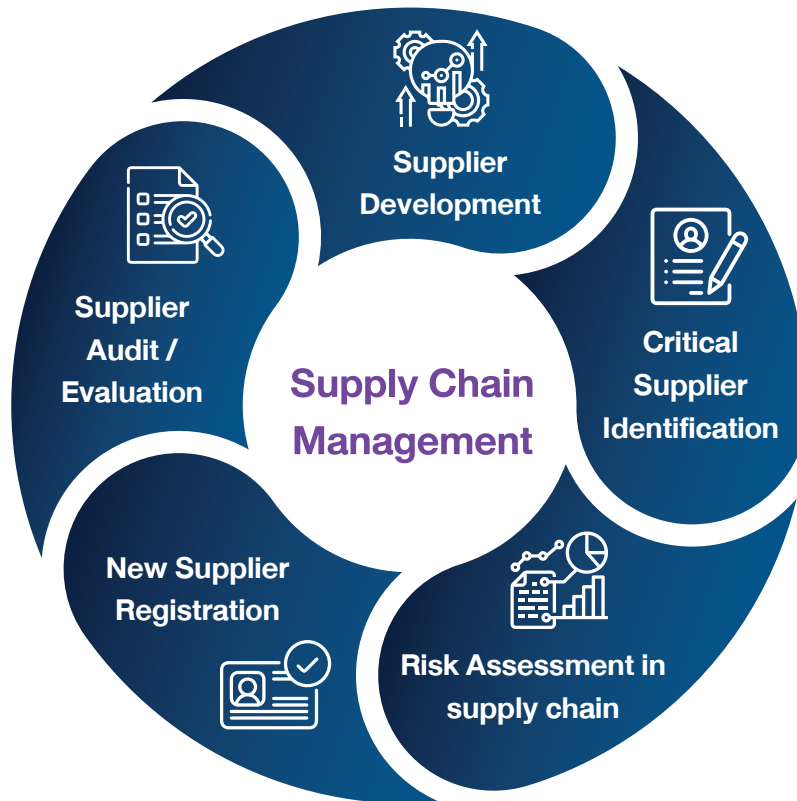 Supplier
Development
Critical
Supplier
Identification
Risk Assessment in
supply chain
New Supplier
Registration
Supplier
Audit /
Evaluation
Supply Chain
Management